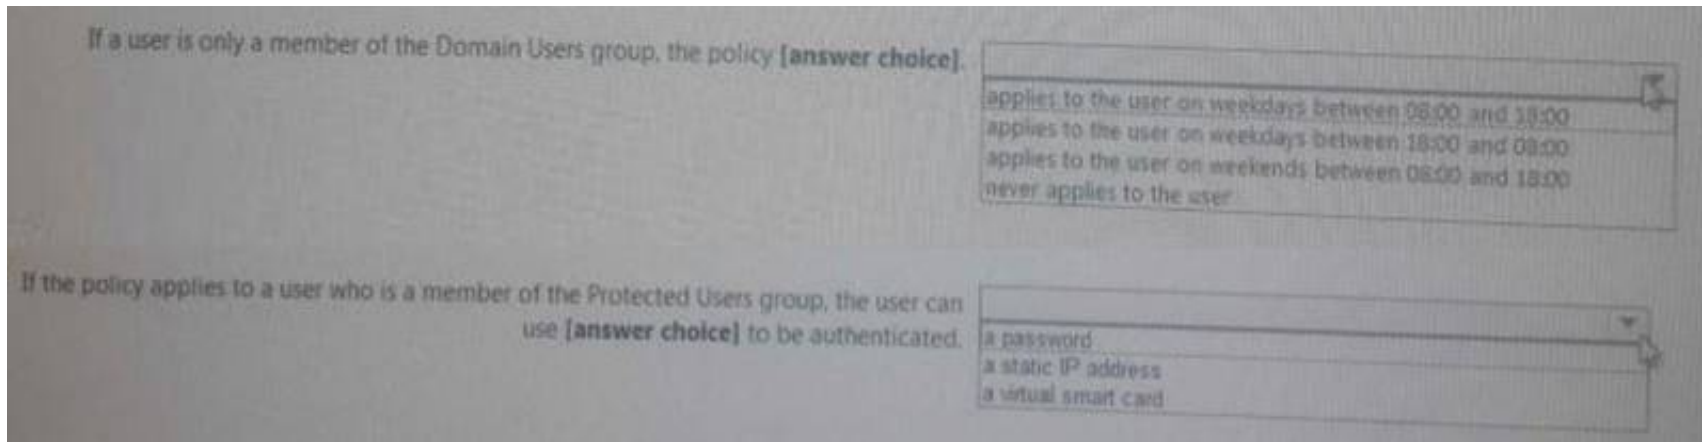 If a user is only a member of the Domain Users group, the policy [answer choice].
applies to the user on weekdays between 08:00 and 18:00
applies to the user on weekdays between 18:00 and 08:00
applies to the user on weekends between 08:00 and 18:00
never applies to the user
If the policy applies to a user who is a member of the Protected Users group, the user can
use [answer choice] to be authenticated.
a password
a static IP address
a virtual smart card